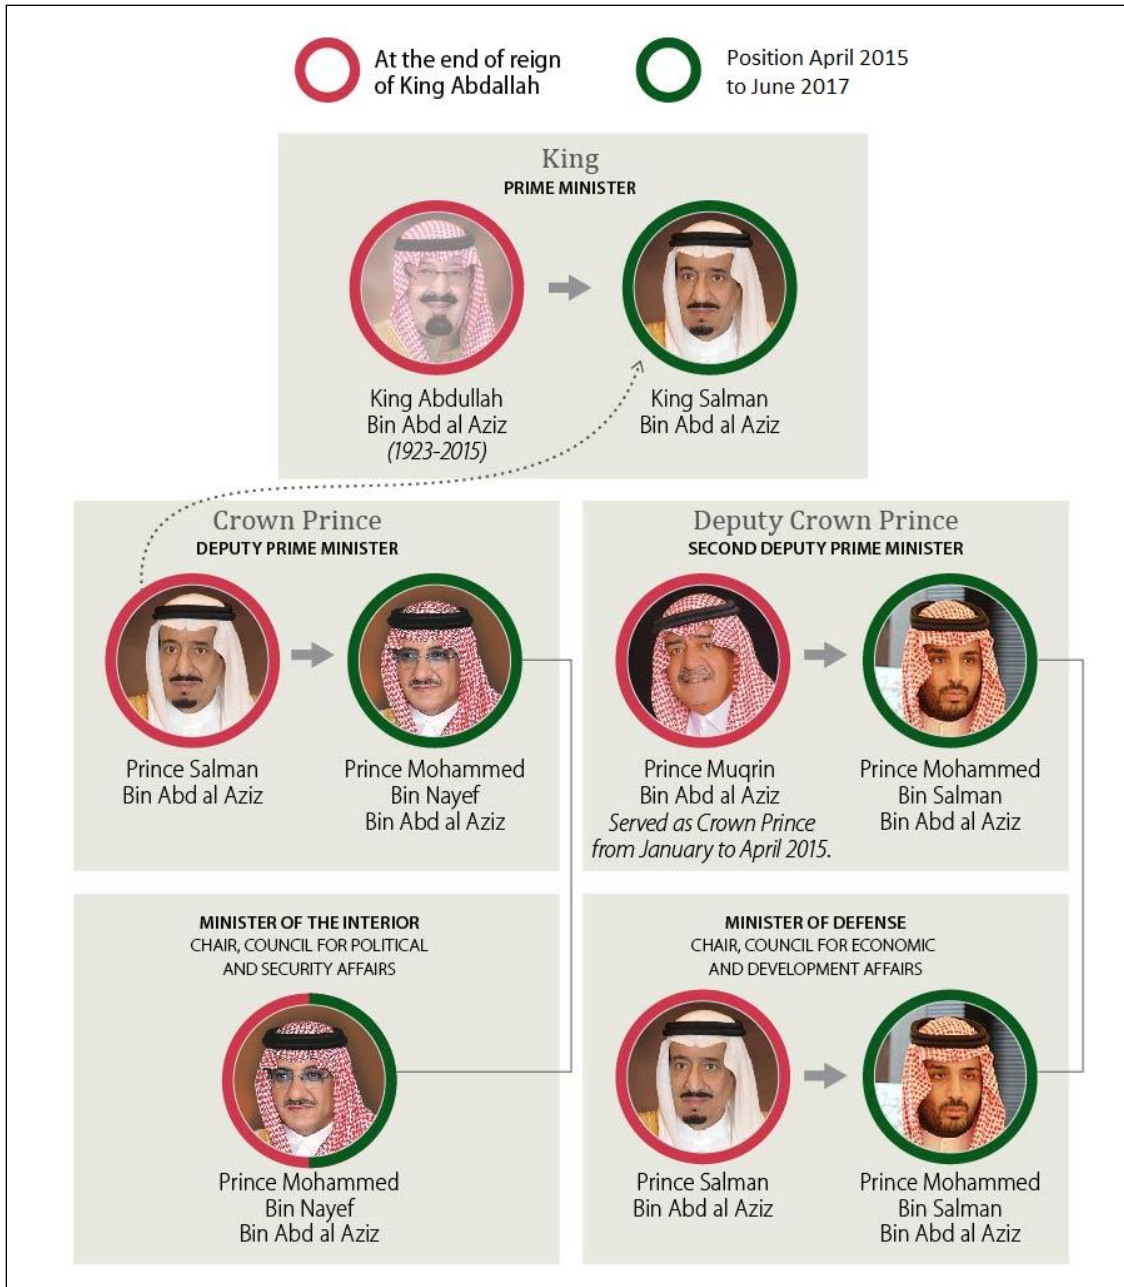 At the end of reign
of King Abdallah
Position April 2015
to June 2017
King
PRIME MINISTER
King Abdullah
Bin Abd al Aziz
(1923-2015)
King Salman
Bin Abd al Aziz
Crown Prince
DEPUTY PRIME MINISTER
Prince Salman
Bin Abd al Aziz
Prince Mohammed
Bin Nayef
Bin Abd al Aziz
Deputy Crown Prince
SECOND DEPUTY PRIME MINISTER
Prince Muqrin
Bin Abd al Aziz
Served as Crown Prince
from January to April 2015.
Prince Mohammed
Bin Salman
Bin Abd al Aziz
MINISTER OF THE INTERIOR
CHAIR, COUNCIL FOR POLITICAL
AND SECURITY AFFAIRS
Prince Mohammed
Bin Nayef
Bin Abd al Aziz
MINISTER OF DEFENSE
CHAIR, COUNCIL FOR ECONOMIC
AND DEVELOPMENT AFFAIRS
Prince Salman
Bin Abd al Aziz
Prince Mohammed
Bin Salman
Bin Abd al Aziz